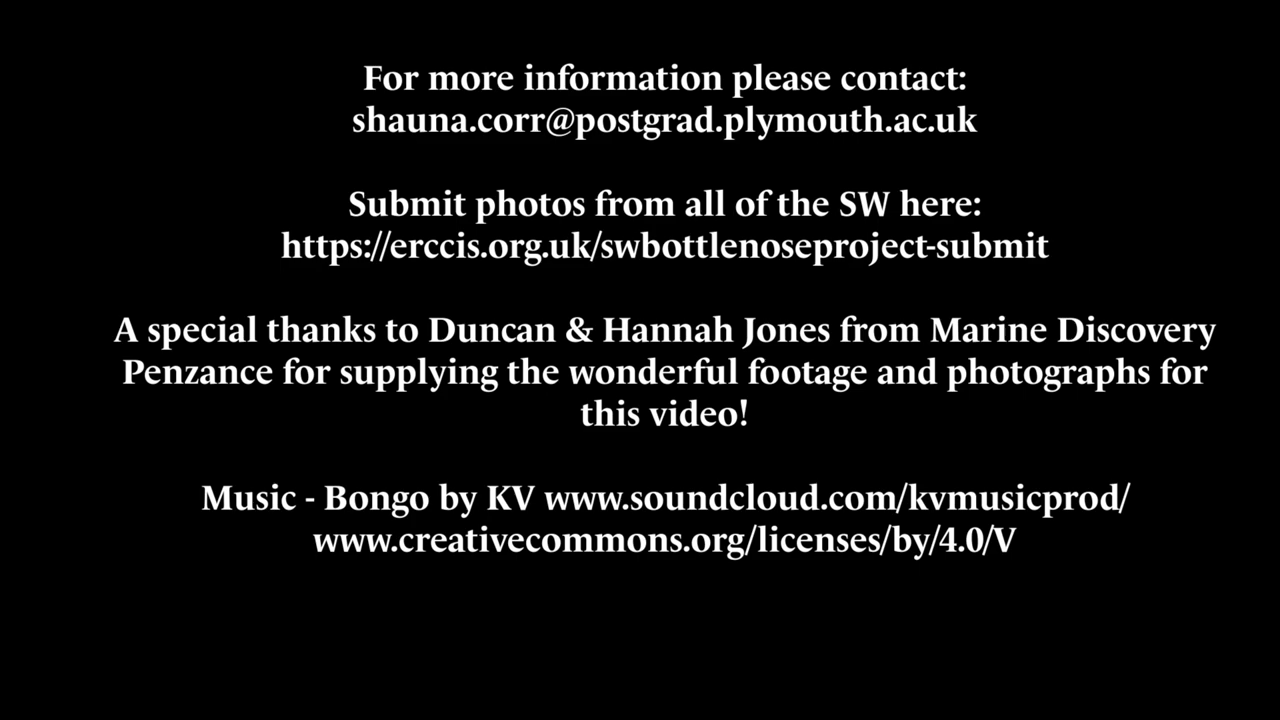 For more information please contact:
shauna.corr@postgrad.plymouth.ac.uk
Submit photos from all of the SW here:
https://erccis.org.uk/swbottlenoseproject-submit
A special thanks to Duncan & Hannah Jones from Marine Discovery
Penzance for supplying the wonderful footage and photographs for
this video!
Music - Bongo by KV www.soundcloud.com/kvmusicprod/
www.creativecommons.org/licenses/by/4.0/V